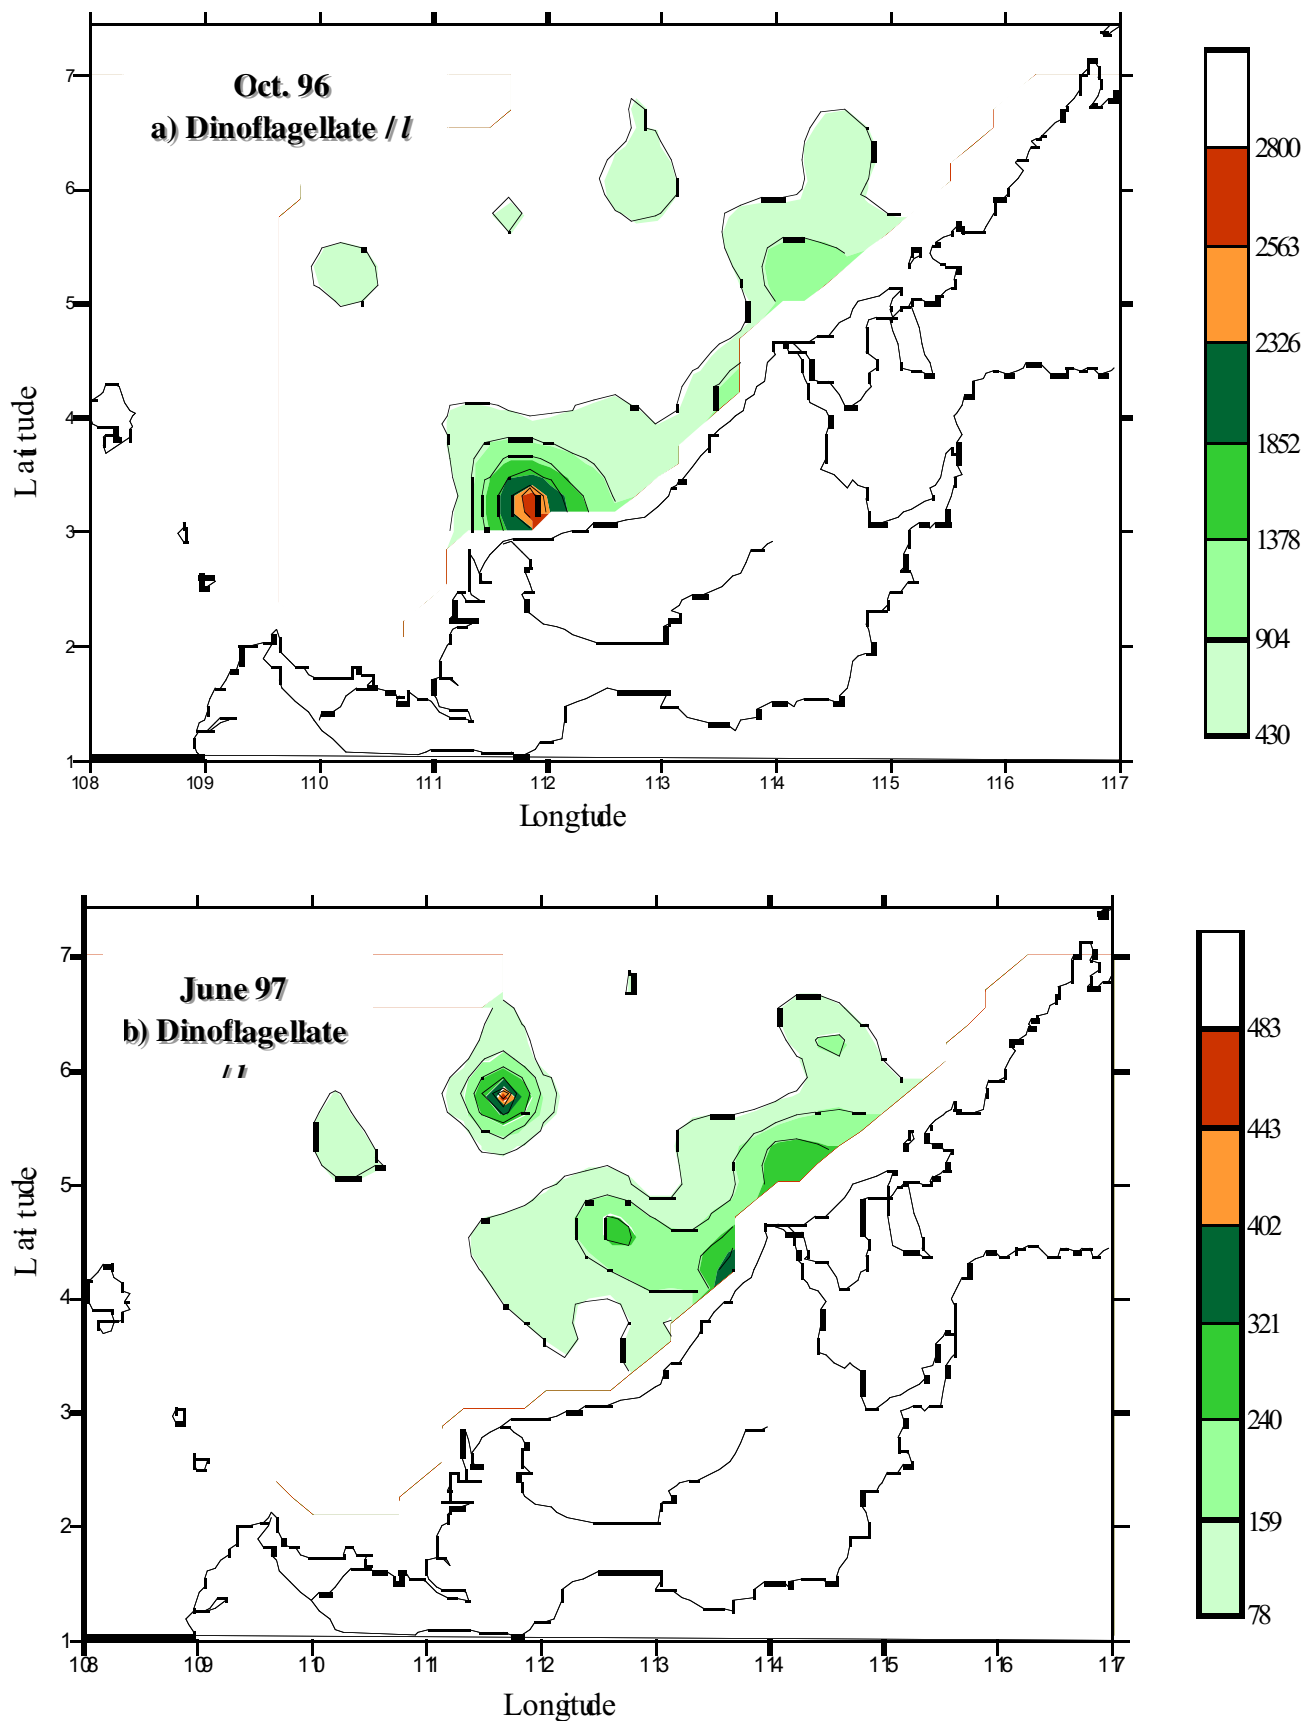 Oct. 96
a) Dinoflagellate / l
7
6
5
4
3
2
1
Latitude
108 109 110 111 112 113 114 115 116 117
Longitude
2800
2563
2326
1852
1378
904
430
June 97
b) Dinoflagellate
/ l
7
6
5
4
3
2
1
Latitude
108 109 110 111 112 113 114 115 116 117
Longitude
483
443
402
321
240
159
78